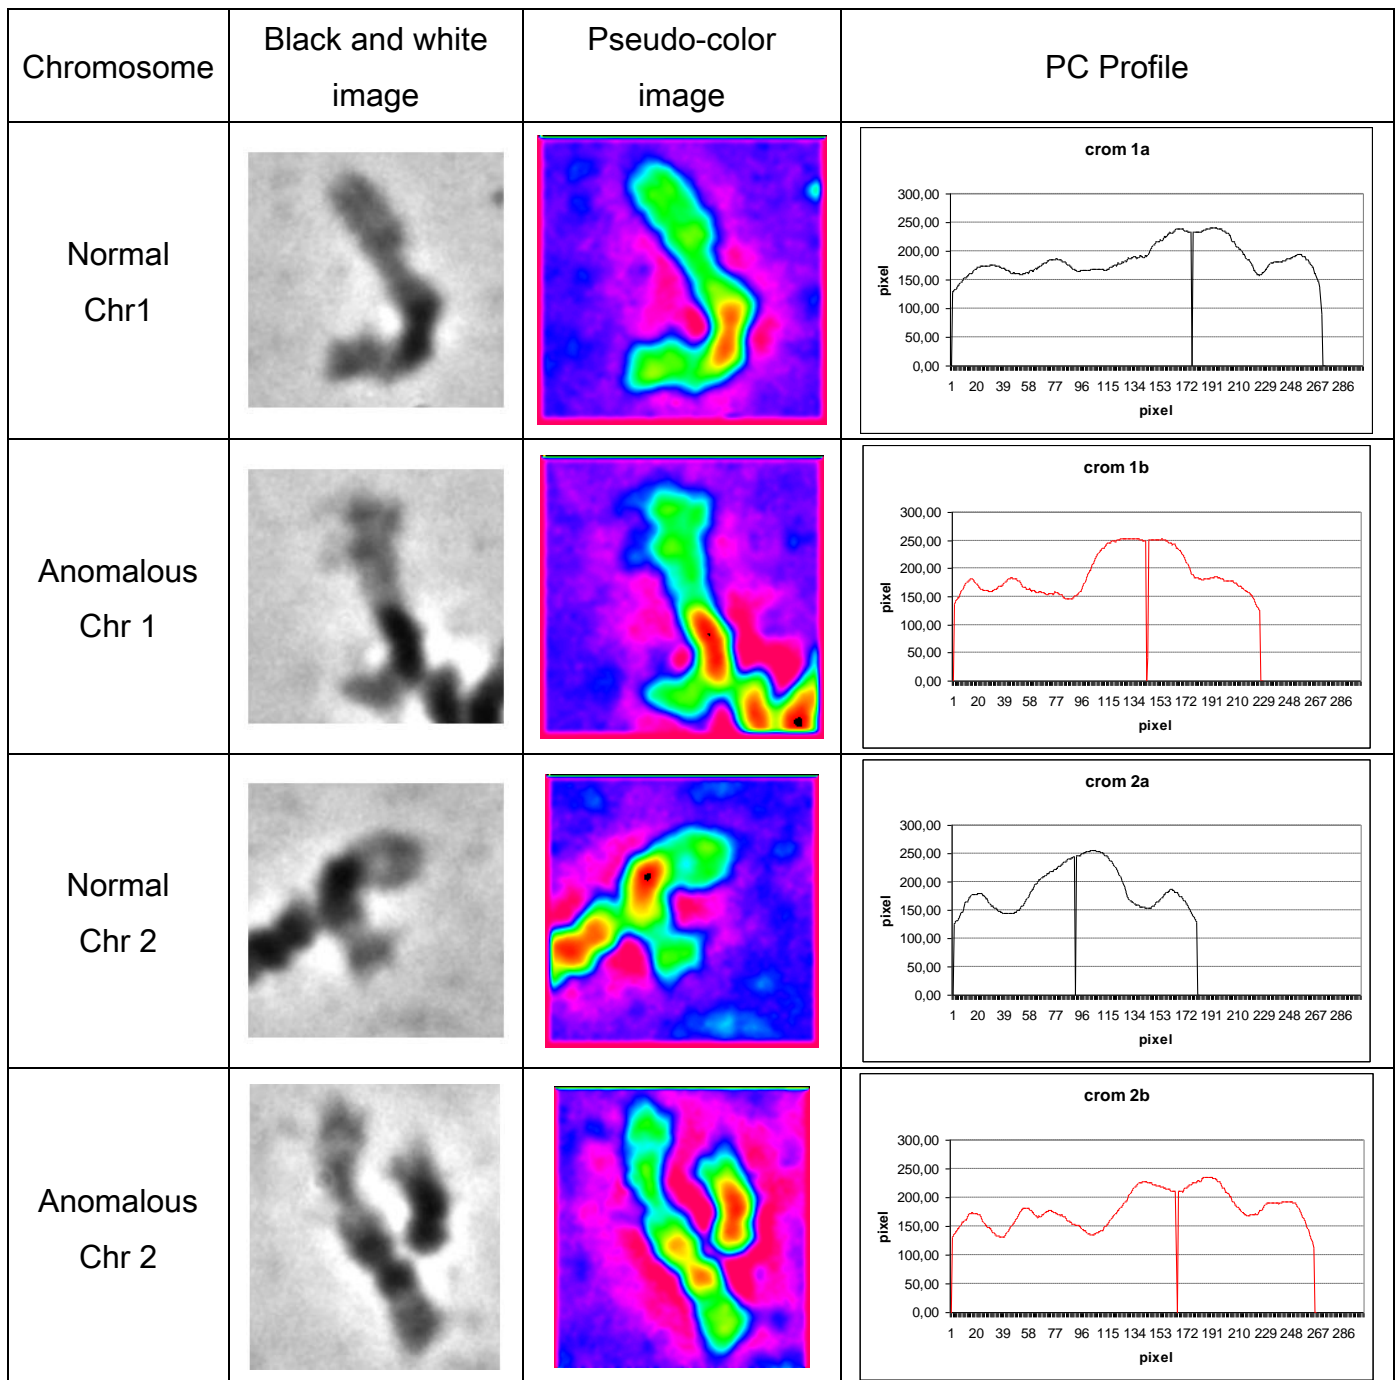 Chromosome
Black and white
image
Pseudo-color
image
PC Profile
Normal
Chr1
crom 1a
300,00
250,00
200,00
150,00
100,00
50,00
0,00
pixel
1 20 39 58 77 96 115 134 153 172 191 210 229 248 267 286
pixel
Anomalous
Chr 1
crom 1b
300,00
250,00
200,00
150,00
100,00
50,00
0,00
pixel
1 20 39 58 77 96 115 134 153 172 191 210 229 248 267 286
pixel
Normal
Chr 2
crom 2a
300,00
250,00
200,00
150,00
100,00
50,00
0,00
pixel
1 20 39 58 77 96 115 134 153 172 191 210 229 248 267 286
pixel
Anomalous
Chr 2
crom 2b
300,00
250,00
200,00
150,00
100,00
50,00
0,00
pixel
1 20 39 58 77 96 115 134 153 172 191 210 229 248 267 286
pixel